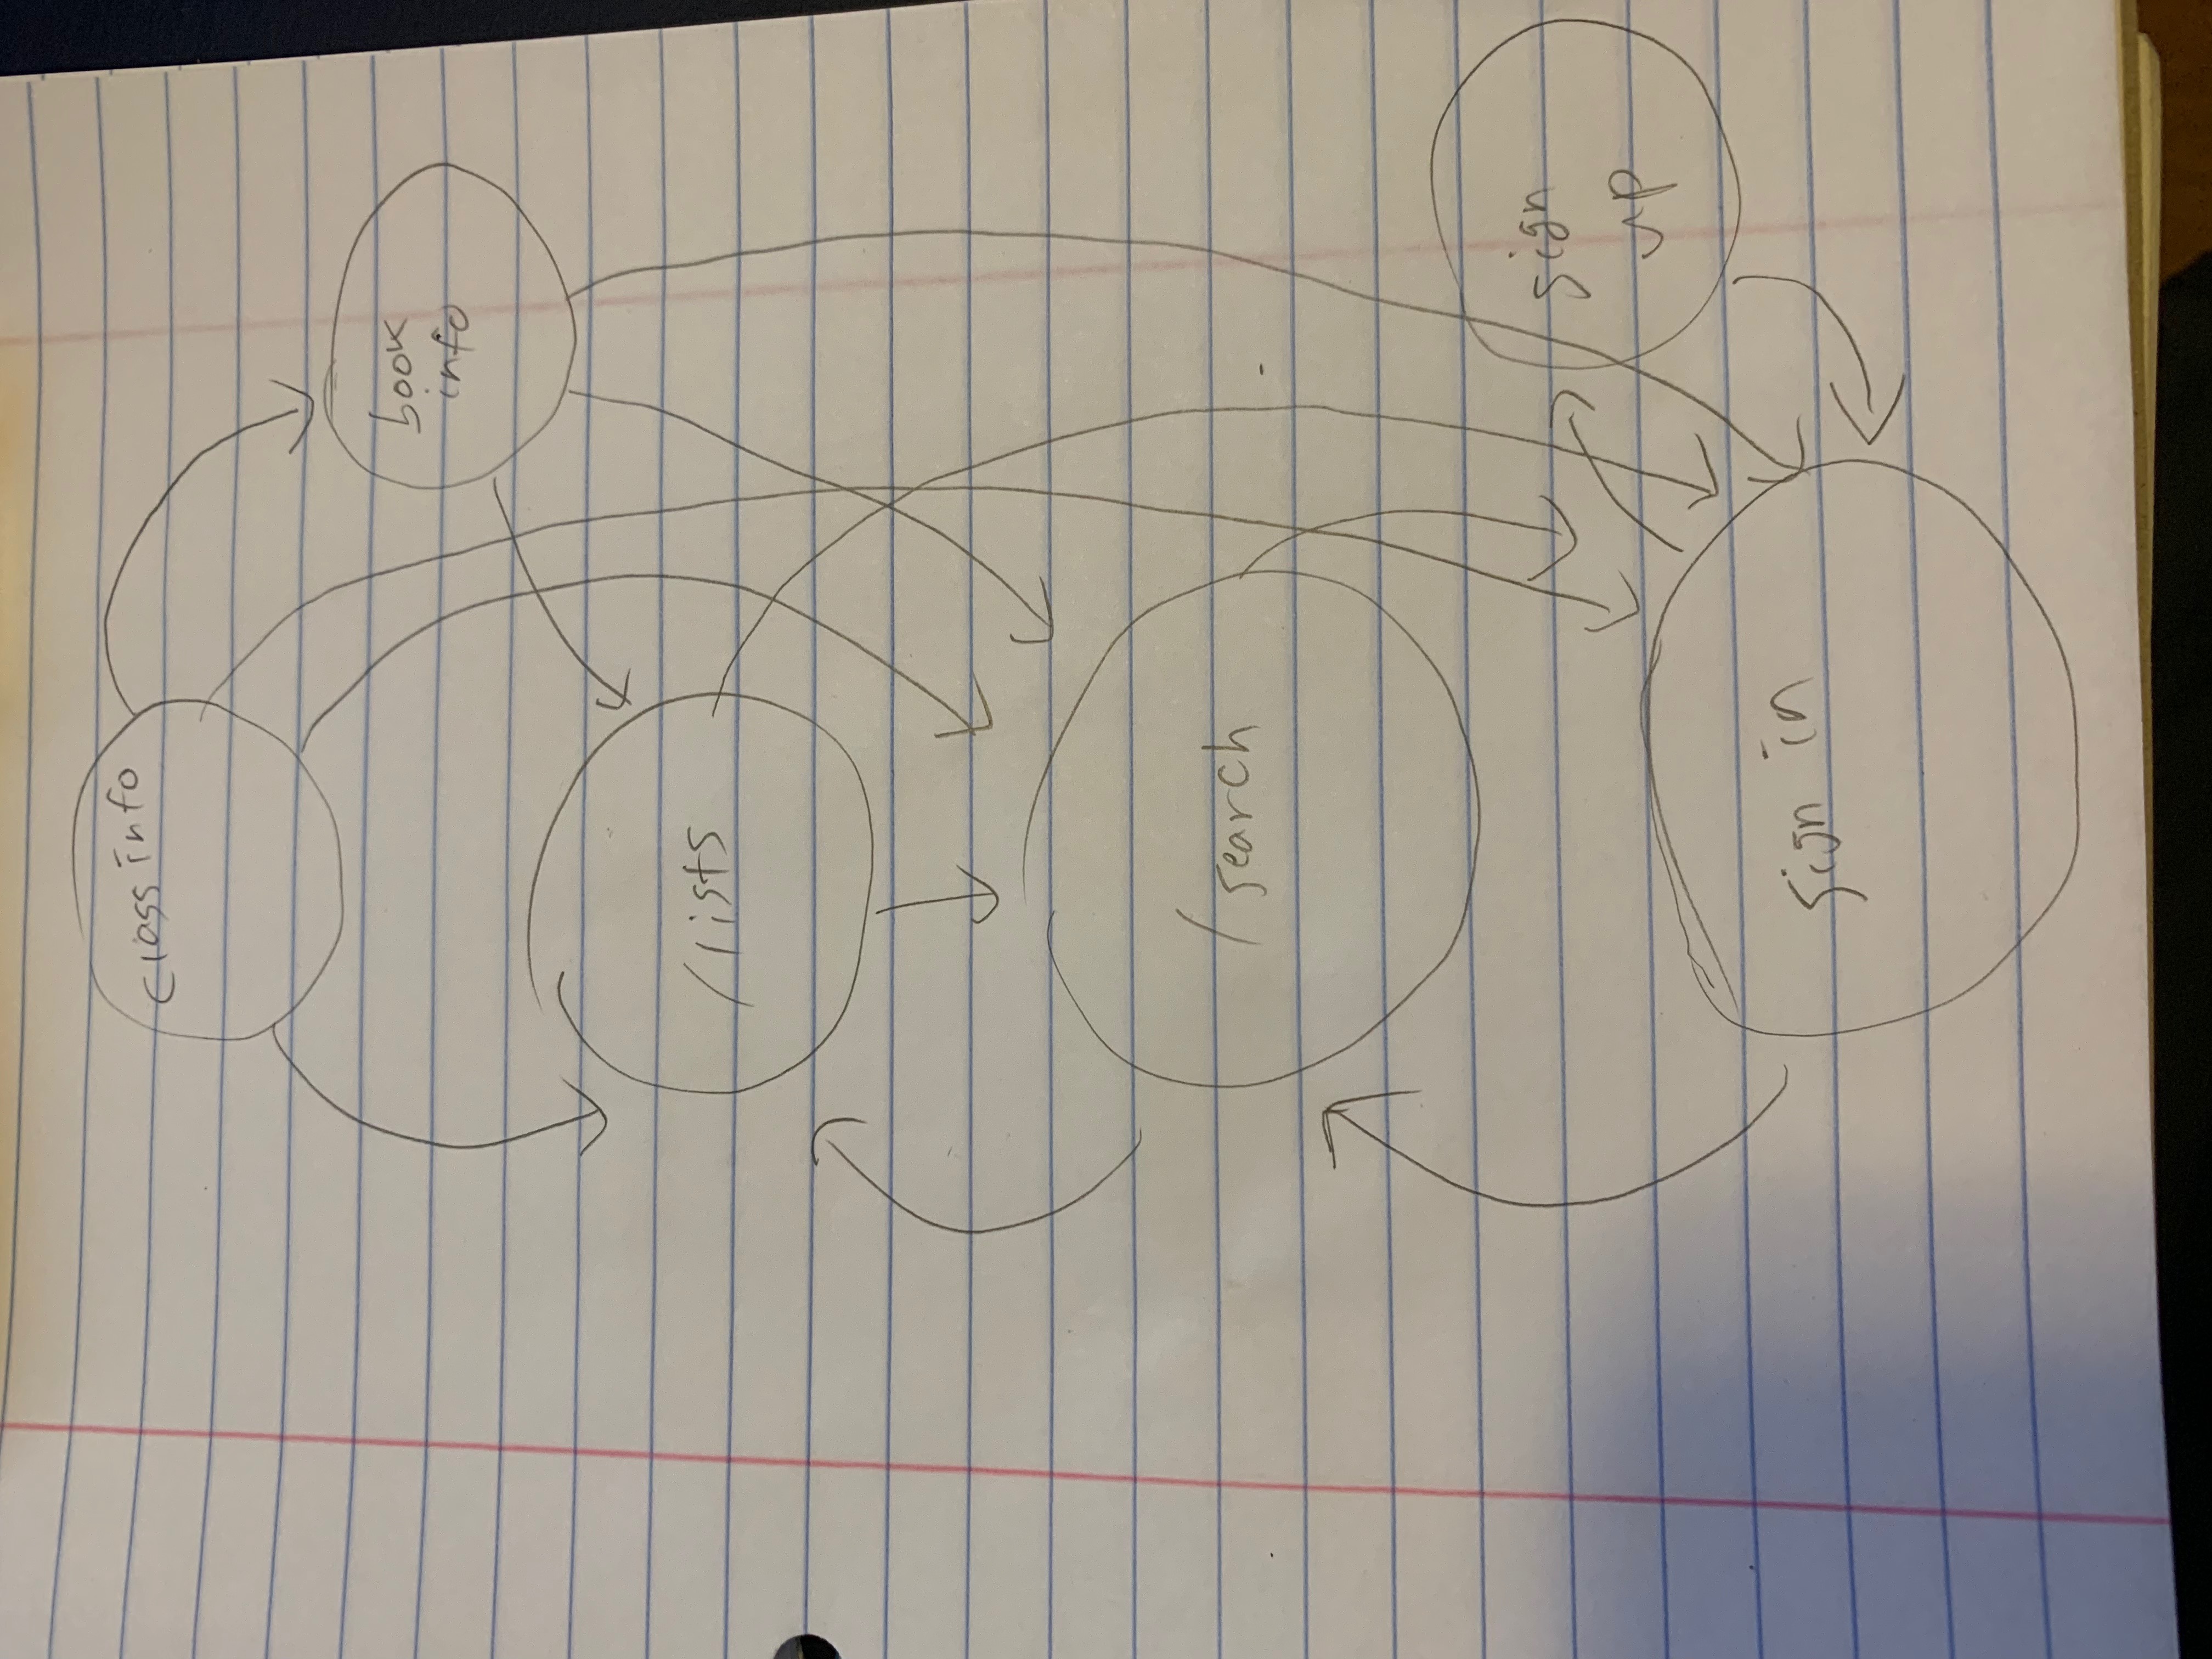 class info
book
info
/lists
/search
sign
up
sign in